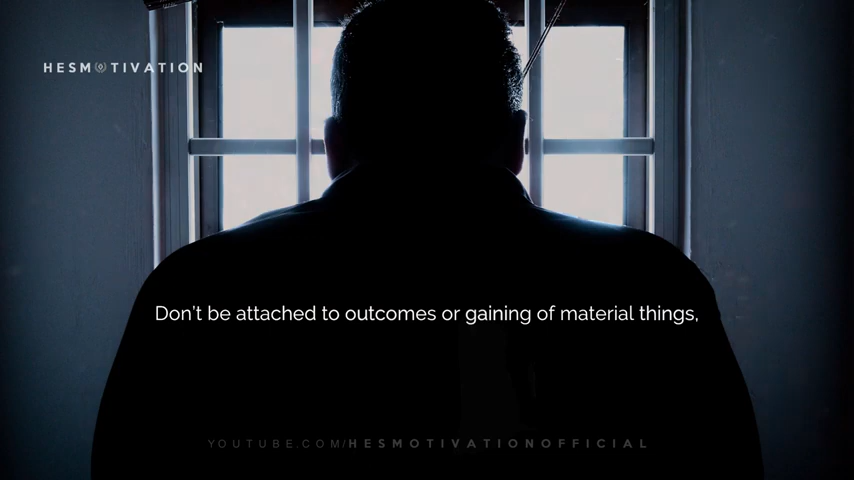 HESMOTIVATION
Don't be attached to outcomes or gaining of material things,
YOUTUBE.COM/HESMOTIVATIONOFFICIAL